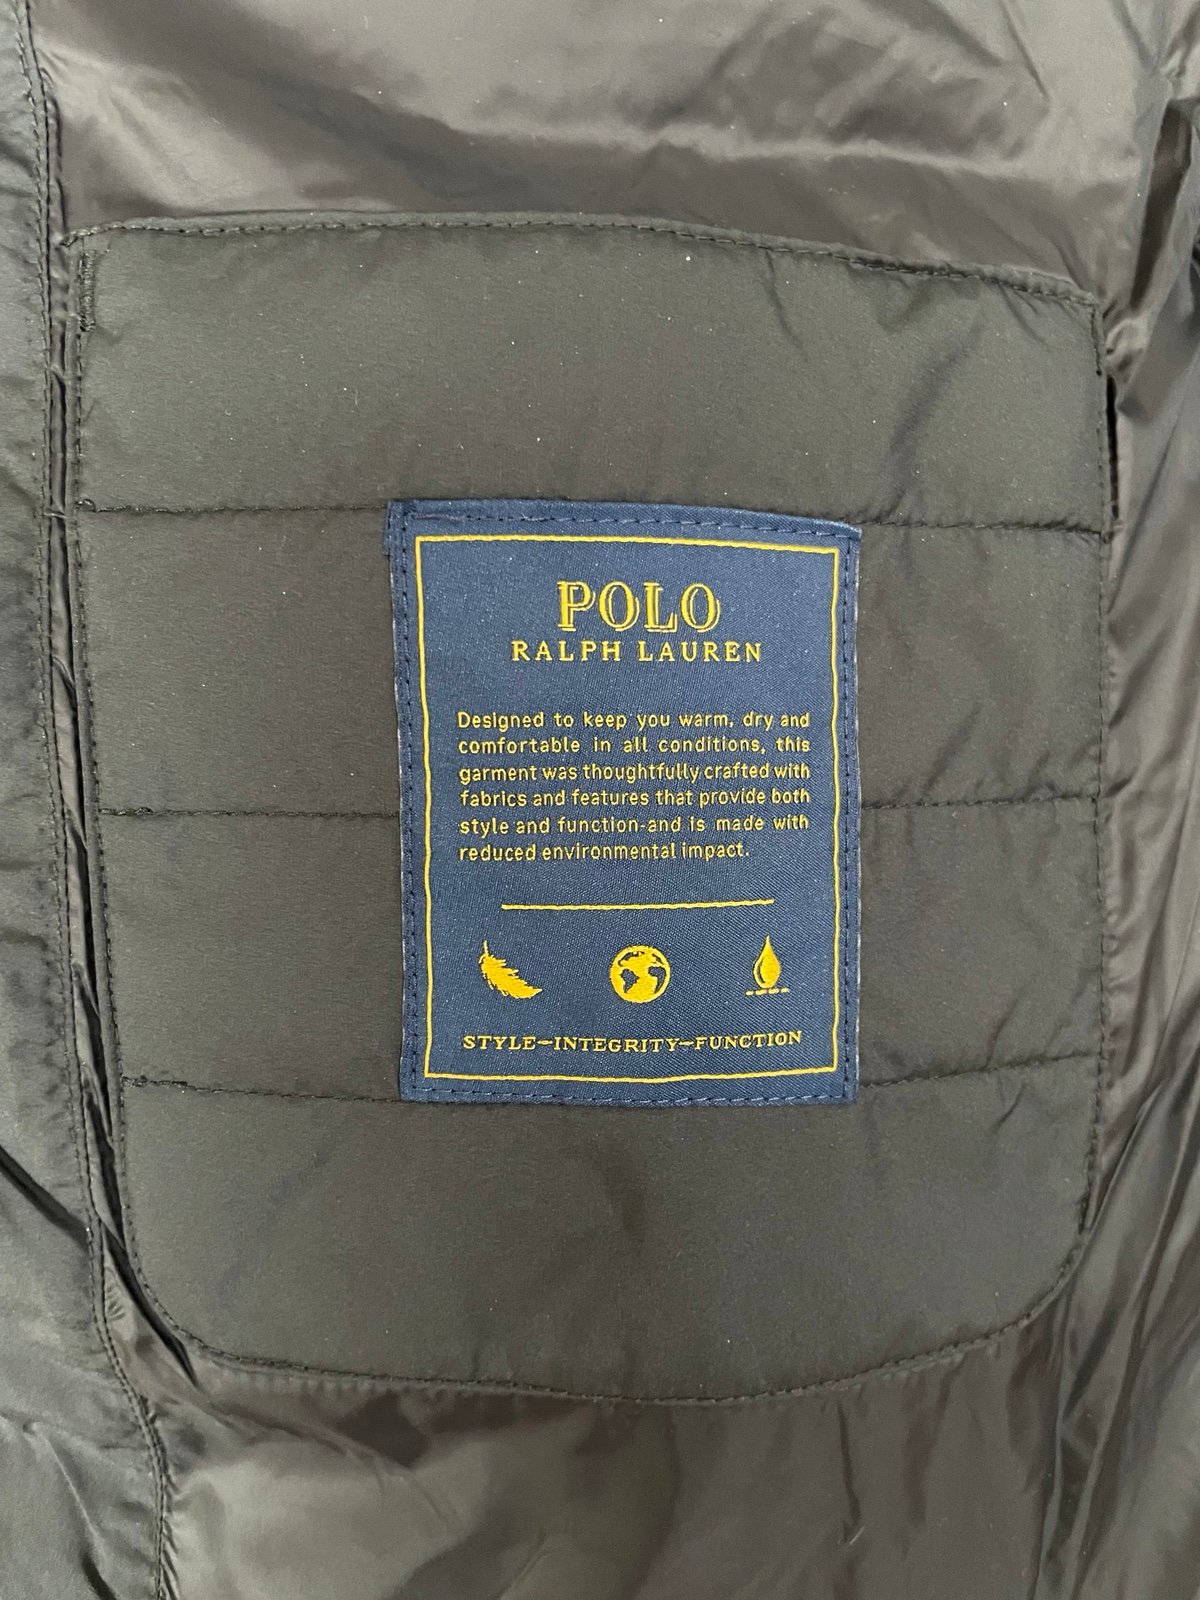 POLO
RALPH LAUREN
Designed to keep you warm, dry and
comfortable in all conditions, this
garment was thoughtfully crafted with
fabrics and features that provide both
style and function-and is made with
reduced environmental impact.
STYLE-INTEGRITY-FUNCTION